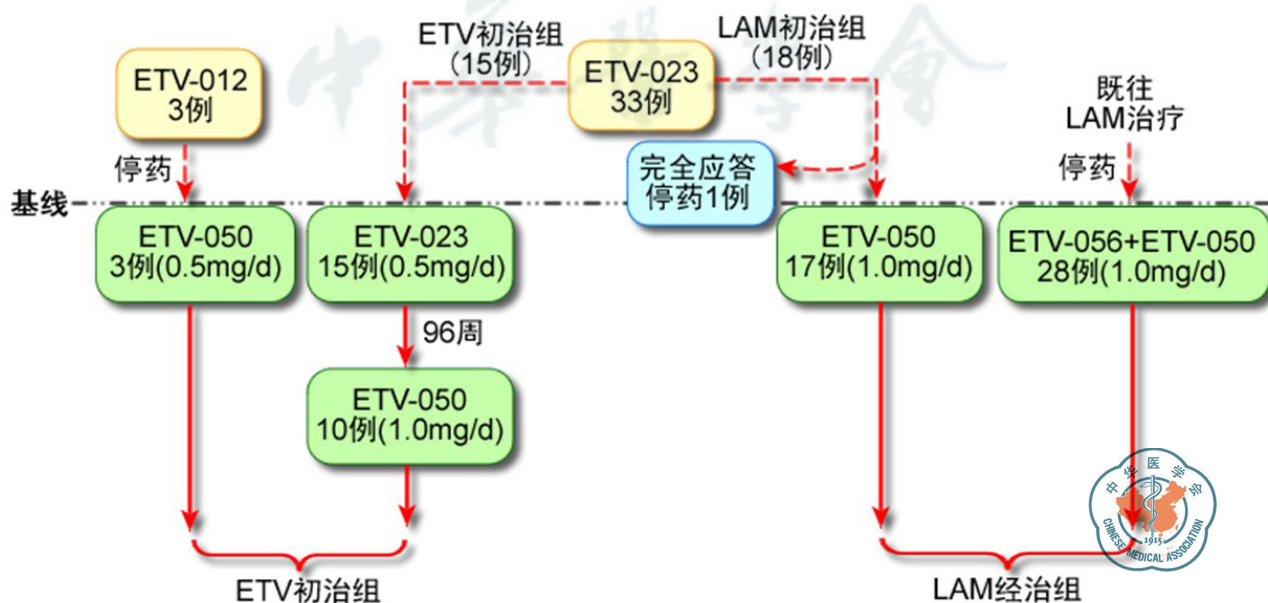 中华医学會
ETV初治组
(15例)
LAM初治组
(18例)
ETV-012
3例
ETV-023
33例
既往
LAM治疗
停药
完全应答
停药1例
停药
基线
ETV-050
3例(0.5mg/d)
ETV-023
15例(0.5mg/d)
ETV-050
17例(1.0mg/d)
ETV-056+ETV-050
28例(1.0mg/d)
96周
ETV-050
10例(1.0mg/d)
ETV初治组
LAM经治组
中华医学会
1915
CHINESE MEDICAL ASSOCIATION